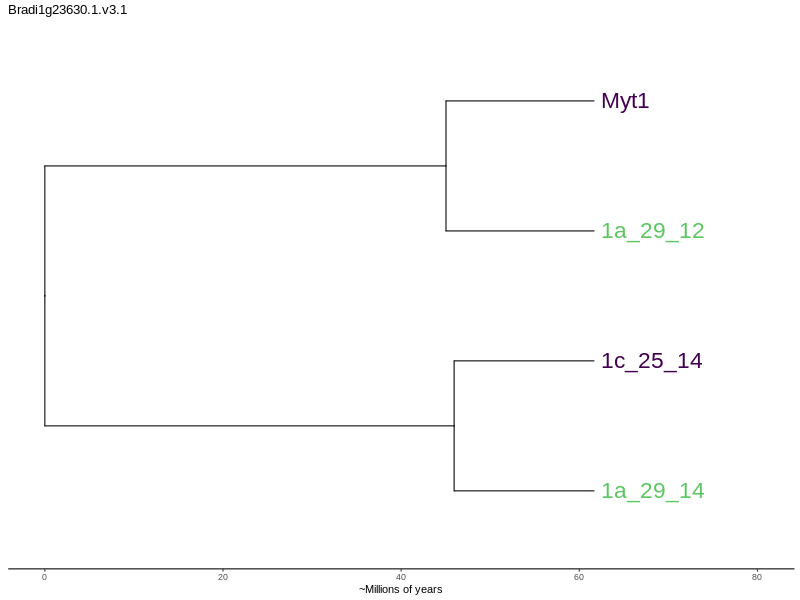 Bradi1g23630.1.v3.1
Myt1
1a_29_12
1c_25_14
1a_29_14
0 20 40 60 80
~Millions of years